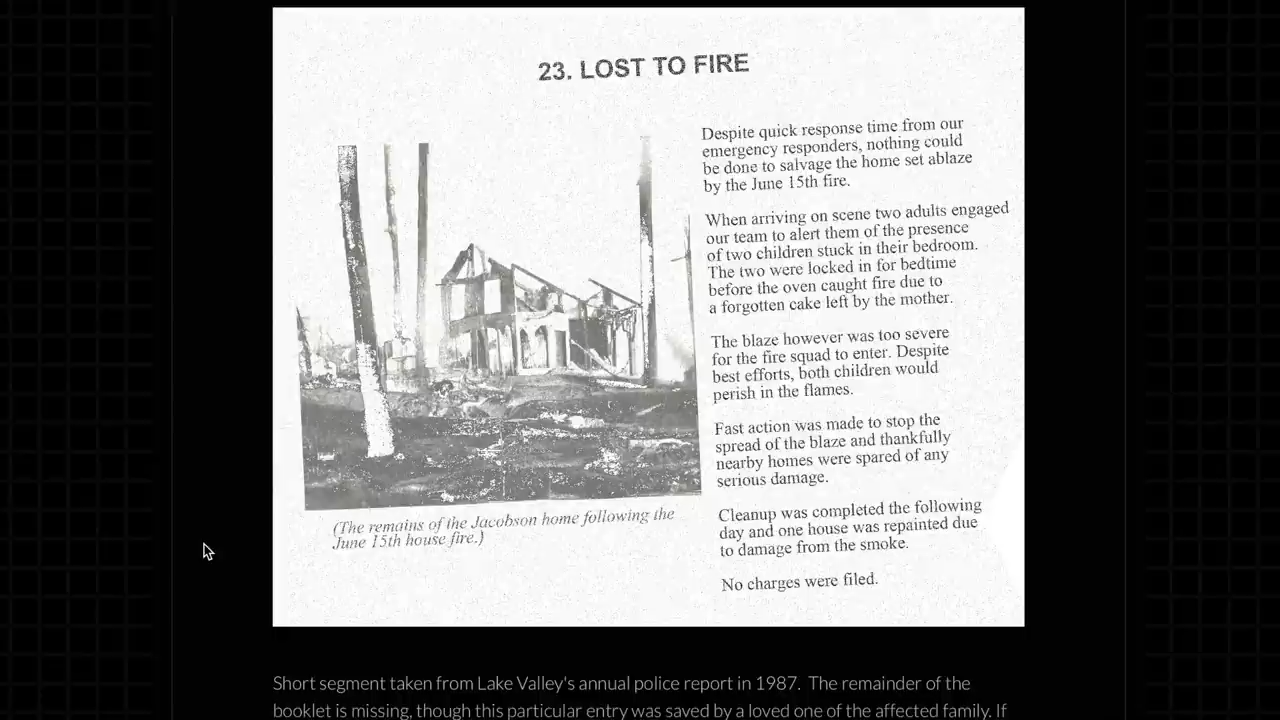 23. LOST TO FIRE
Despite quick response time from our
emergency responders, nothing could
be done to salvage the home set ablaze
by the June 15th fire.
When arriving on scene two adults engaged
our team to alert them of the presence
of two children stuck in their bedroom.
The two were locked in for bedtime
before the oven caught fire due to
a forgotten cake left by the mother.
The blaze however was too severe
for the fire squad to enter. Despite
best efforts, both children would
perish in the flames.
Fast action was made to stop the
spread of the blaze and thankfully
nearby homes were spared of any
serious damage.
Cleanup was completed the following
day and one house was repainted due
to damage from the smoke.
No charges were filed.
(The remains of the Jacobson home following the
June 15th house fire.)
Short segment taken from Lake Valley's annual police report in 1987. The remainder of the
booklet is missing, though this particular entry was saved by a loved one of the affected family. If